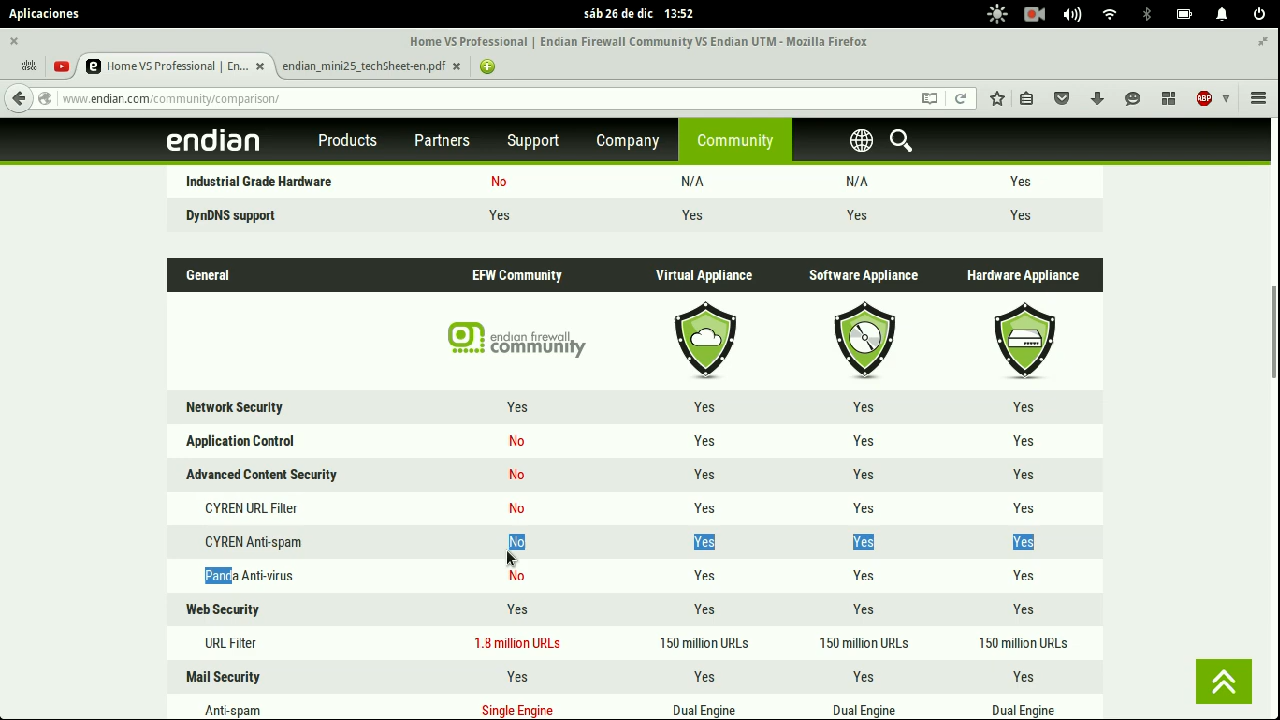 Aplicaciones sáb 26 de dic 13:52
Home VS Professional | Endian Firewall Community VS Endian UTM - Mozilla Firefox
Home VS Professional | En... endian_mini25_techSheet-en.pdf
www.endian.com/community/comparison/ ABP
endian Products Partners Support Company Community
Industrial Grade Hardware No N/A N/A Yes
DynDNS support Yes Yes Yes Yes
General EFW Community Virtual Appliance Software Appliance Hardware Appliance
endian firewall
community
Network Security Yes Yes Yes Yes
Application Control No Yes Yes Yes
Advanced Content Security No Yes Yes Yes
CYREN URL Filter No Yes Yes Yes
CYREN Anti-spam No Yes Yes Yes
Panda Anti-virus No Yes Yes Yes
Web Security Yes Yes Yes Yes
URL Filter 1.8 million URLs 150 million URLs 150 million URLs 150 million URLs
Mail Security Yes Yes Yes Yes
Anti-spam Single Engine Dual Engine Dual Engine Dual Engine